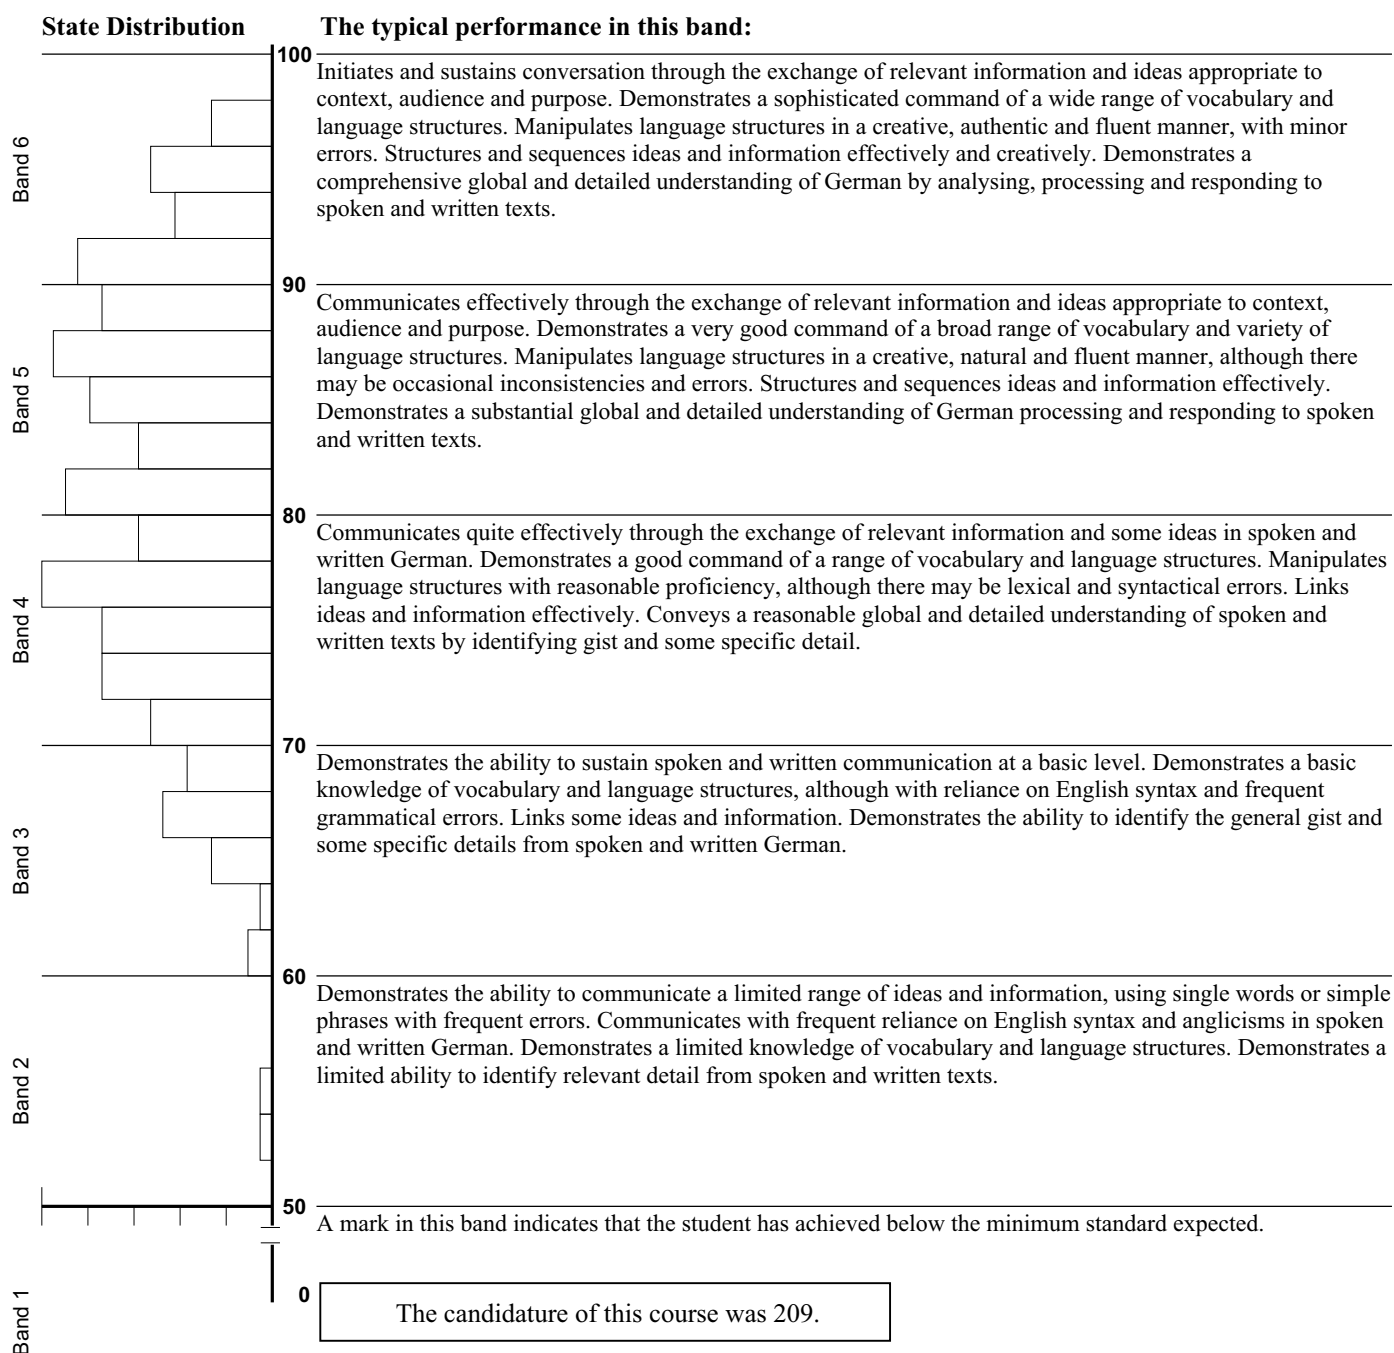 State Distribution
The typical performance in this band:
100
Band 6
Initiates and sustains conversation through the exchange of relevant information and ideas appropriate to
context, audience and purpose. Demonstrates a sophisticated command of a wide range of vocabulary and
language structures. Manipulates language structures in a creative, authentic and fluent manner, with minor
errors. Structures and sequences ideas and information effectively and creatively. Demonstrates a
comprehensive global and detailed understanding of German by analysing, processing and responding to
spoken and written texts.
90
Band 5
Communicates effectively through the exchange of relevant information and ideas appropriate to context,
audience and purpose. Demonstrates a very good command of a broad range of vocabulary and variety of
language structures. Manipulates language structures in a creative, natural and fluent manner, although there
may be occasional inconsistencies and errors. Structures and sequences ideas and information effectively.
Demonstrates a substantial global and detailed understanding of German processing and responding to spoken
and written texts.
80
Band 4
Communicates quite effectively through the exchange of relevant information and some ideas in spoken and
written German. Demonstrates a good command of a range of vocabulary and language structures. Manipulates
language structures with reasonable proficiency, although there may be lexical and syntactical errors. Links
ideas and information effectively. Conveys a reasonable global and detailed understanding of spoken and
written texts by identifying gist and some specific detail.
70
Band 3
Demonstrates the ability to sustain spoken and written communication at a basic level. Demonstrates a basic
knowledge of vocabulary and language structures, although with reliance on English syntax and frequent
grammatical errors. Links some ideas and information. Demonstrates the ability to identify the general gist and
some specific details from spoken and written German.
60
Band 2
Demonstrates the ability to communicate a limited range of ideas and information, using single words or simple
phrases with frequent errors. Communicates with frequent reliance on English syntax and anglicisms in spoken
and written German. Demonstrates a limited knowledge of vocabulary and language structures. Demonstrates a
limited ability to identify relevant detail from spoken and written texts.
50
A mark in this band indicates that the student has achieved below the minimum standard expected.
0
Band 1
The candidature of this course was 209.